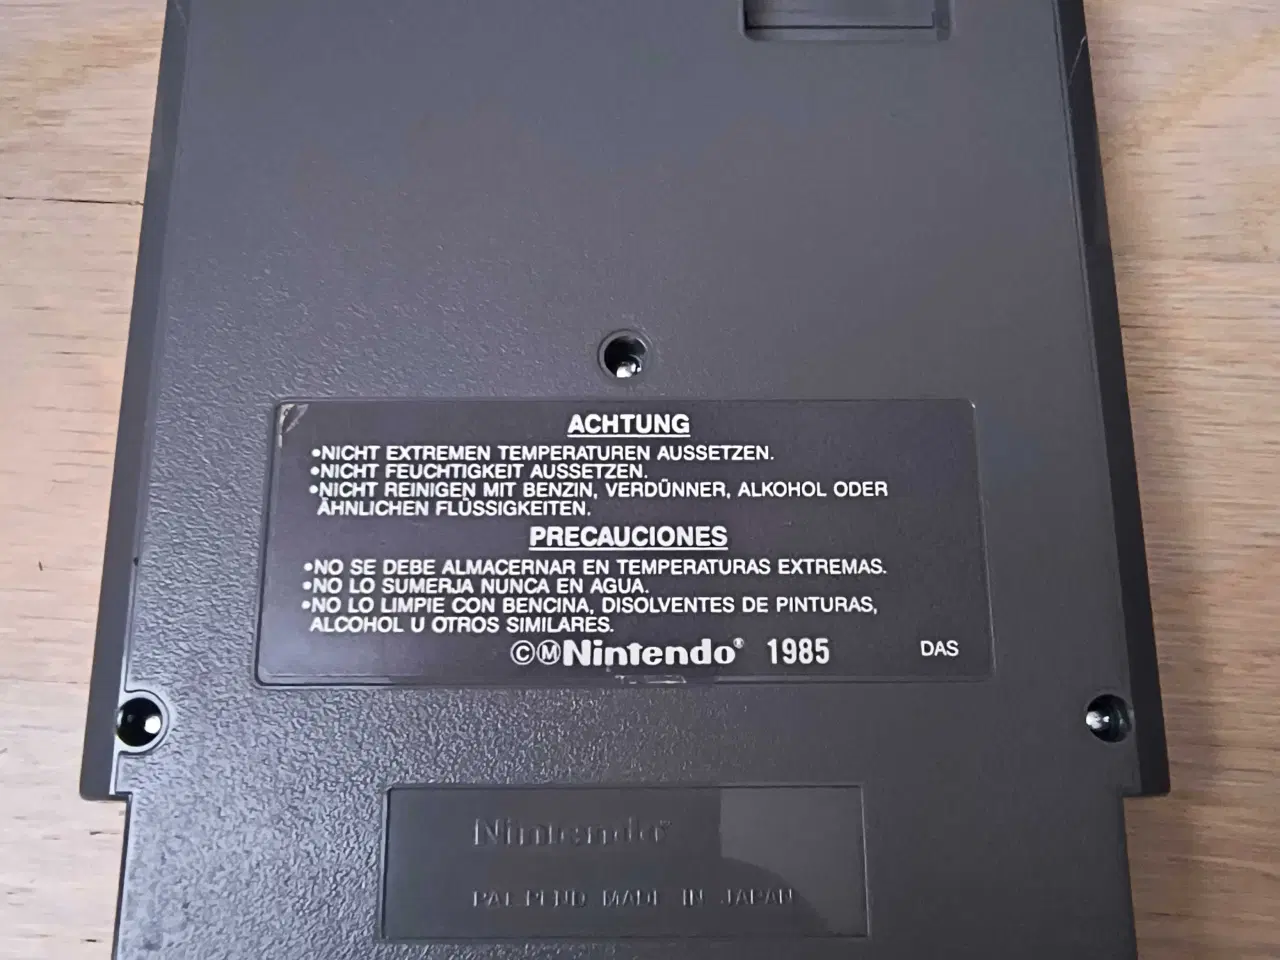 ACHTUNG
•NICHT EXTREMEN TEMPERATUREN AUSSETZEN.
•NICHT FEUCHTIGKEIT AUSSETZEN.
•NICHT REINIGEN MIT BENZIN, VERDÜNNER, ALKOHOL ODER
ÄHNLICHEN FLÜSSIGKEITEN.
PRECAUCIONES
•NO SE DEBE ALMACERNAR EN TEMPERATURAS EXTREMAS.
•NO LO SUMERJA NUNCA EN AGUA.
•NO LO LIMPIE CON BENCINA, DISOLVENTES DE PINTURAS,
ALCOHOL U OTROS SIMILARES.
©ⓂNintendo® 1985 DAS
Nintendo®
PAT. PEND MADE IN JAPAN